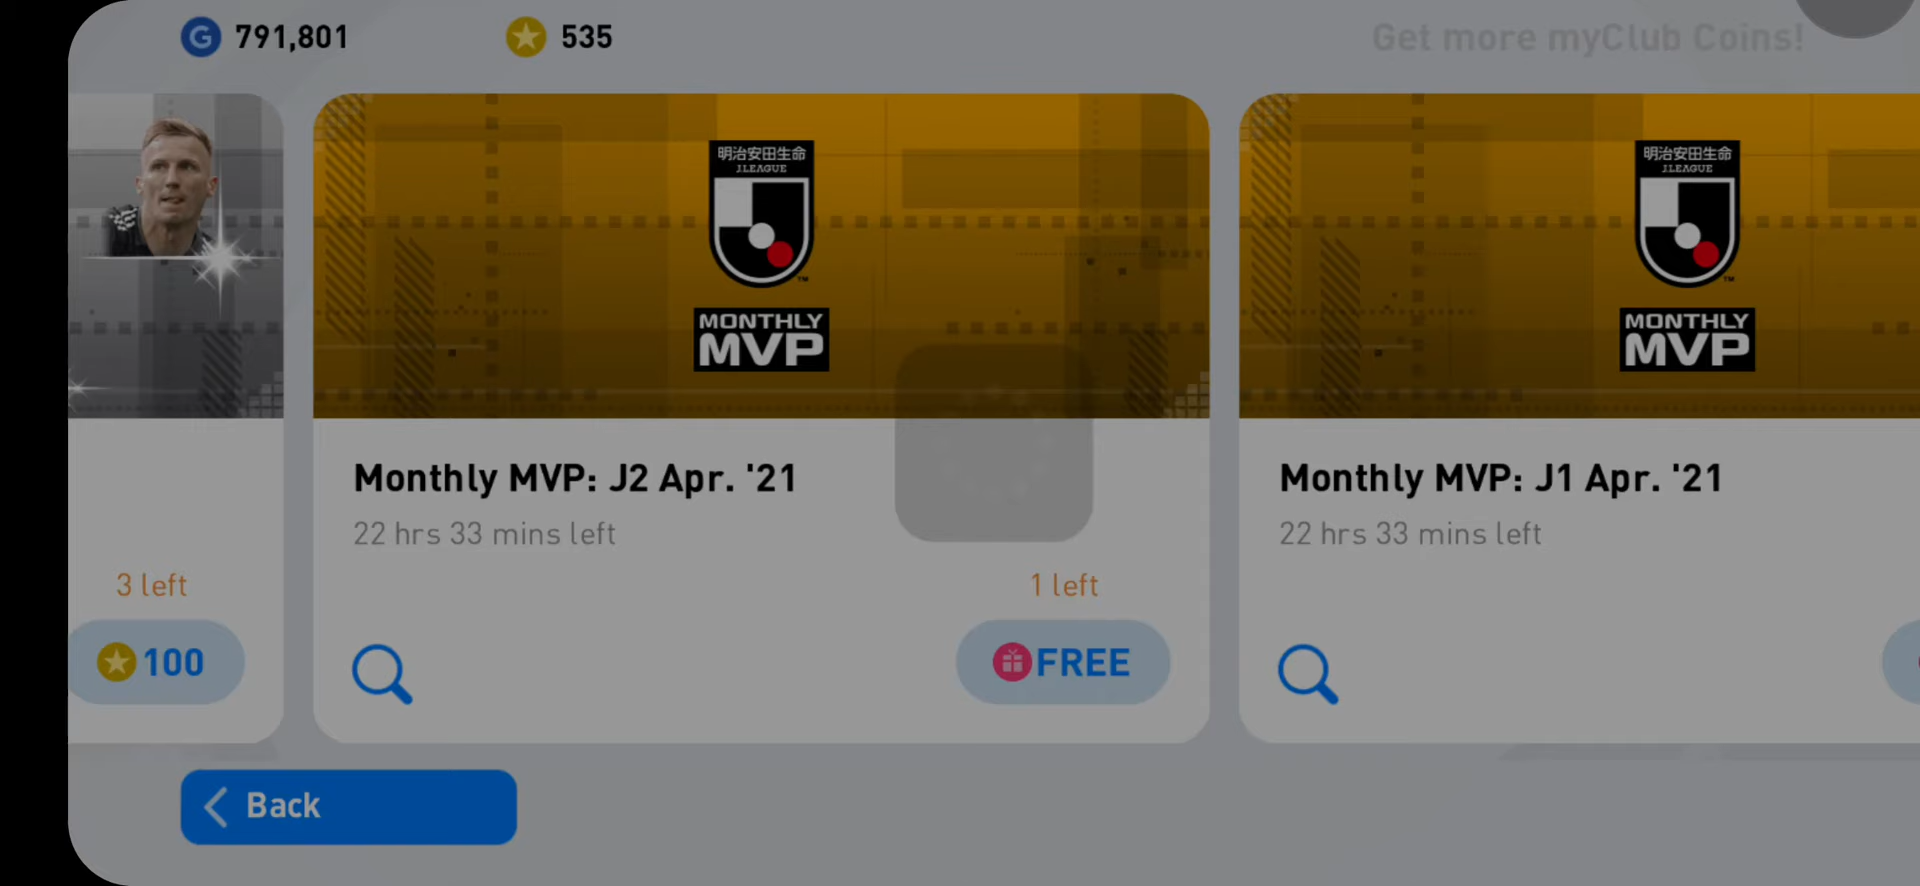 791,801
535
Get more myClub Coins!
明治安田生命
J.LEAGUE
TM
MONTHLY
MVP
明治安田生命
J.LEAGUE
TM
MONTHLY
MVP
Monthly MVP: J2 Apr. '21
22 hrs 33 mins left
Monthly MVP: J1 Apr. '21
22 hrs 33 mins left
3 left
1 left
100
FREE
Back